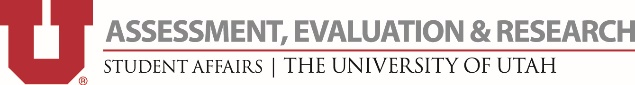 U®
ASSESSMENT, EVALUATION & RESEARCH
STUDENT AFFAIRS | THE UNIVERSITY OF UTAH